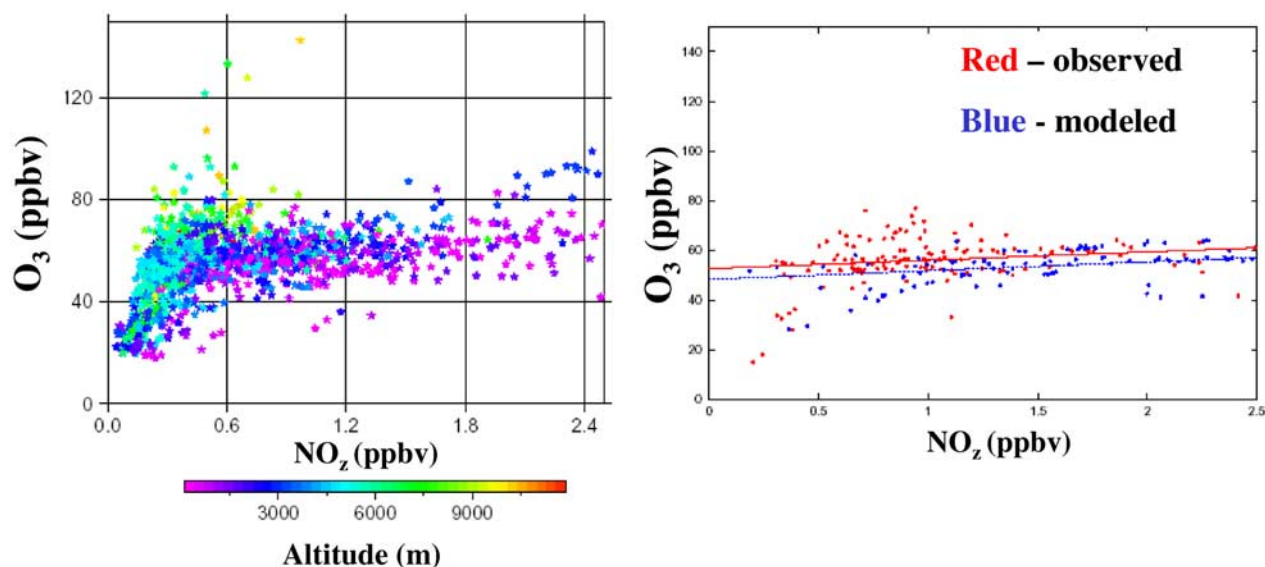 O₃ (ppbv)
120
80
40
0
0.0 0.6 1.2 1.8 2.4
NOz (ppbv)
3000 6000 9000
Altitude (m)
O₃ (ppbv)
140
120
100
80
60
40
20
0
Red – observed
Blue - modeled
0 0.5 1 1.5 2 2.5
NOz (ppbv)